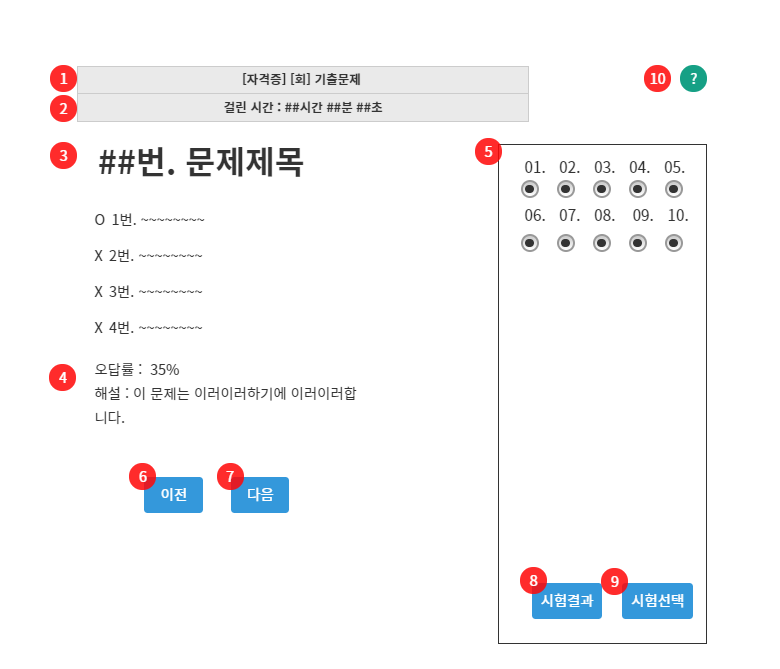 1 [자격증] [회] 기출문제 10 ?
2 걸린 시간 : ##시간 ##분 ##초
3 ##번. 문제제목
5
01. 02. 03. 04. 05.
06. 07. 08. 09. 10.
O 1번. ~~~~~~~~
X 2번. ~~~~~~~~
X 3번. ~~~~~~~~
X 4번. ~~~~~~~~
오답률 : 35%
4 해설 : 이 문제는 이러이러하기에 이러이러합
니다.
6 이전 7 다음
8 시험결과 9 시험선택